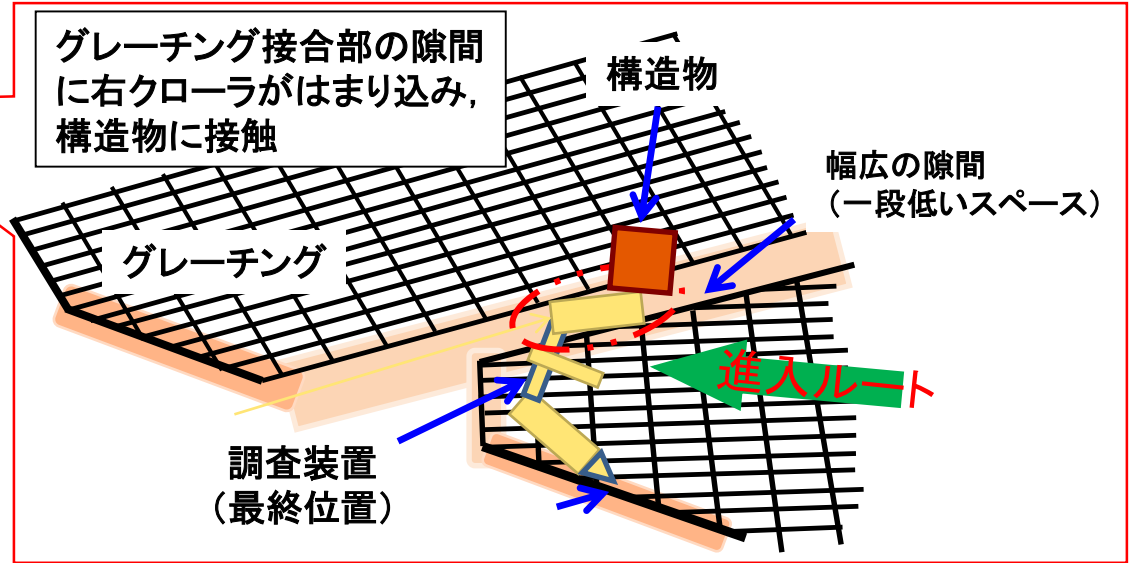 グレーチング接合部の隙間
に右クローラがはまり込み,
構造物に接触
構造物
幅広の隙間
（一段低いスペース）
グレーチング
進入ルート
調査装置
（最終位置）